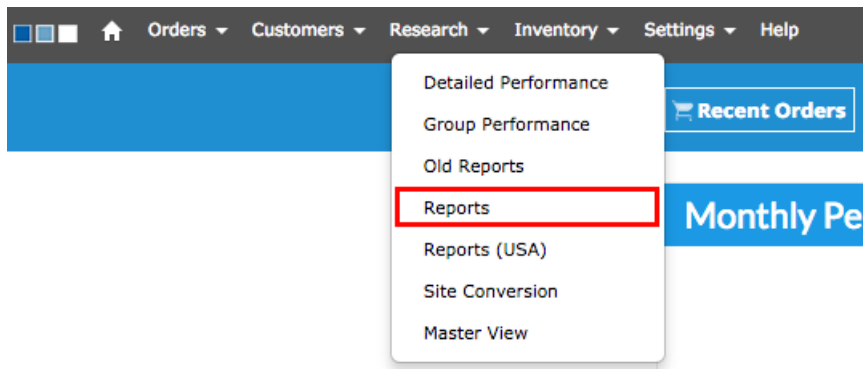 Orders Customers Research Inventory Settings Help
Detailed Performance
Group Performance
Recent Orders
Old Reports
Reports
Monthly Pe
Reports (USA)
Site Conversion
Master View